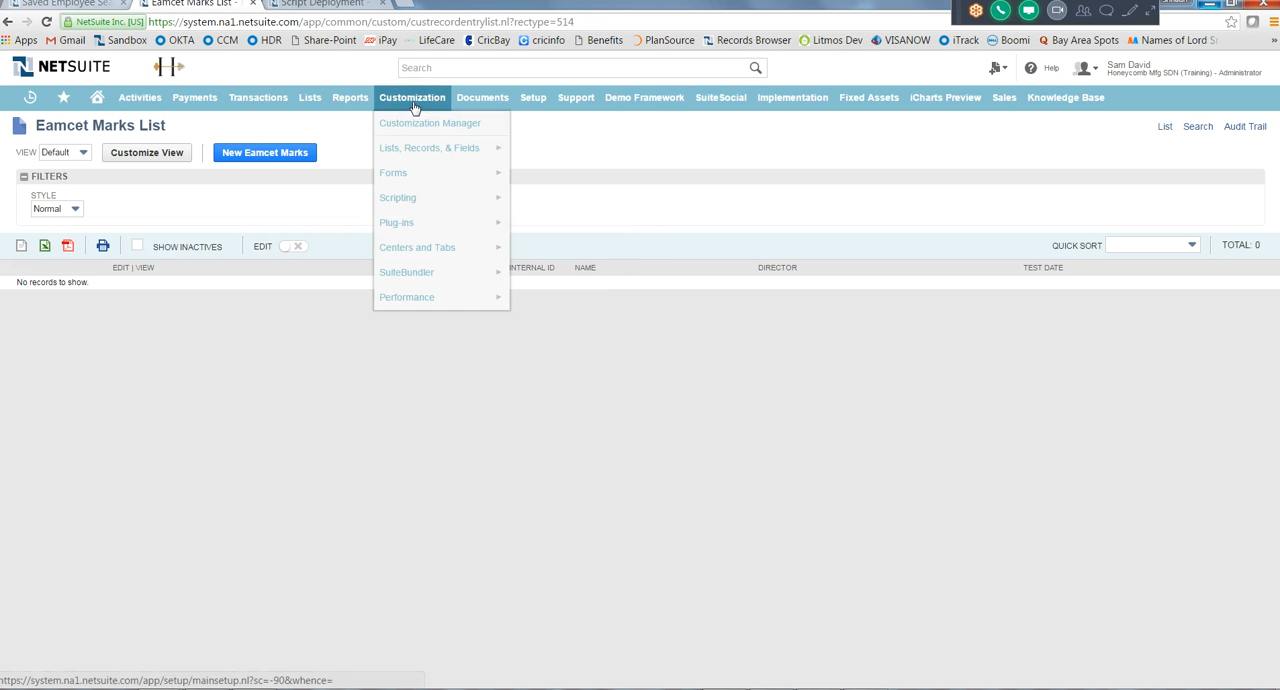 Saved Employee Sea
Eamcet Marks List -
Script Deployment -
NetSuite Inc. [US] https://system.na1.netsuite.com/app/common/custom/custrecordentrylist.nl?rectype=514
Apps Gmail Sandbox OKTA CCM HDR Share-Point iPay LifeCare CricBay cricinfo Benefits PlanSource Records Browser Litmos Dev VISANOW iTrack Boomi Bay Area Spots Names of Lord Sr »
NETSUITE H Search Help Sam David
Honeycomb Mfg SDN (Training) - Administrator
Activities Payments Transactions Lists Reports Customization Documents Setup Support Demo Framework SuiteSocial Implementation Fixed Assets iCharts Preview Sales Knowledge Base
Eamcet Marks List List Search Audit Trail
VIEW Default Customize View New Eamcet Marks
FILTERS
STYLE
Normal
Customization Manager
Lists, Records, & Fields
Forms
Scripting
Plug-ins
Centers and Tabs
SuiteBundler
Performance
SHOW INACTIVES EDIT QUICK SORT TOTAL: 0
EDIT | VIEW INTERNAL ID NAME DIRECTOR TEST DATE
No records to show.
https://system.na1.netsuite.com/app/setup/mainsetup.nl?sc=-90&whence=